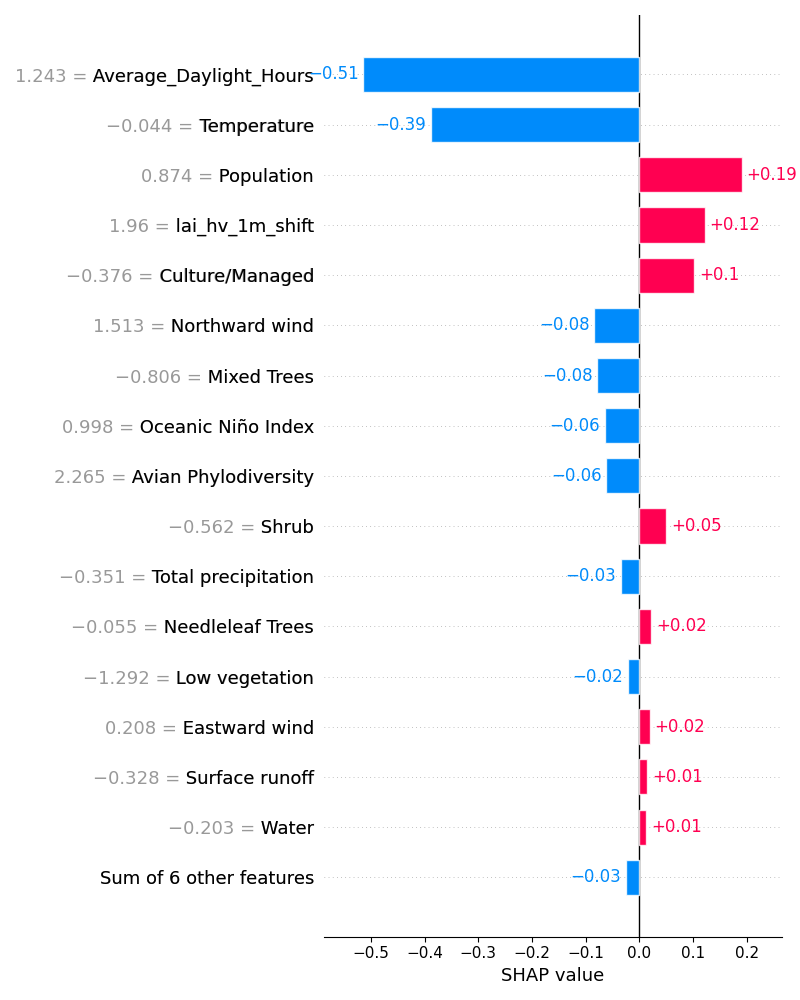 1.243 = Average_Daylight_Hours −0.51
−0.044 = Temperature −0.39
0.874 = Population +0.19
1.96 = lai_hv_1m_shift +0.12
−0.376 = Culture/Managed +0.1
1.513 = Northward wind −0.08
−0.806 = Mixed Trees −0.08
0.998 = Oceanic Niño Index −0.06
2.265 = Avian Phylodiversity −0.06
−0.562 = Shrub +0.05
−0.351 = Total precipitation −0.03
−0.055 = Needleleaf Trees +0.02
−1.292 = Low vegetation −0.02
0.208 = Eastward wind +0.02
−0.328 = Surface runoff +0.01
−0.203 = Water +0.01
Sum of 6 other features −0.03
−0.5 −0.4 −0.3 −0.2 −0.1 0.0 0.1 0.2
SHAP value